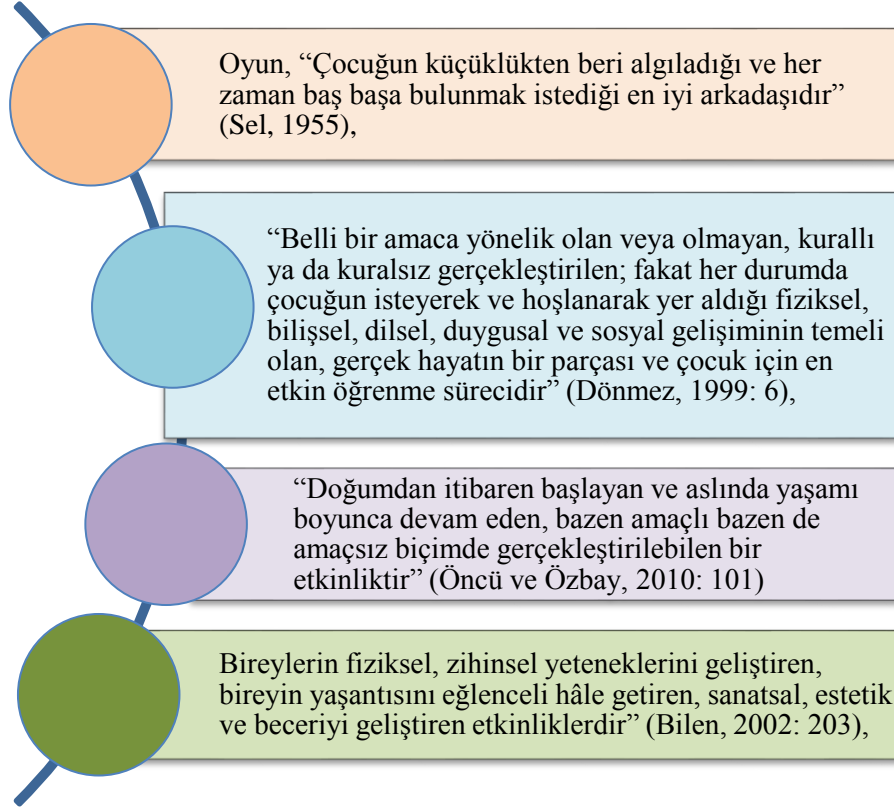 Oyun, “Çocuğun küçüklükten beri algıladığı ve her
zaman baş başa bulunmak istediği en iyi arkadaşıdır”
(Sel, 1955),
“Belli bir amaca yönelik olan veya olmayan, kurallı
ya da kuralsız gerçekleştirilen; fakat her durumda
çocuğun isteyerek ve hoşlanarak yer aldığı fiziksel,
bilişsel, dilsel, duygusal ve sosyal gelişiminin temeli
olan, gerçek hayatın bir parçası ve çocuk için en
etkin öğrenme sürecidir” (Dönmez, 1999: 6),
“Doğumdan itibaren başlayan ve aslında yaşamı
boyunca devam eden, bazen amaçlı bazen de
amaçsız biçimde gerçekleştirilebilen bir
etkinliktir” (Öncü ve Özbay, 2010: 101)
Bireylerin fiziksel, zihinsel yeteneklerini geliştiren,
bireyin yaşantısını eğlenceli hâle getiren, sanatsal, estetik
ve beceriyi geliştiren etkinliklerdir” (Bilen, 2002: 203),